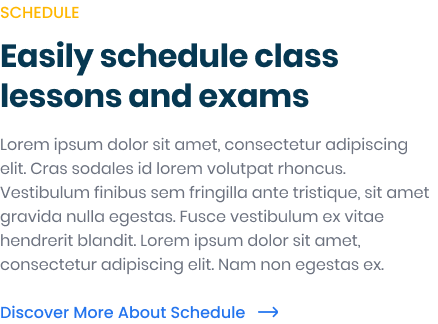 SCHEDULE
Easily schedule class
lessons and exams
Lorem ipsum dolor sit amet, consectetur adipiscing
elit. Cras sodales id lorem volutpat rhoncus.
Vestibulum finibus sem fringilla ante tristique, sit amet
gravida nulla egestas. Fusce vestibulum ex vitae
hendrerit blandit. Lorem ipsum dolor sit amet,
consectetur adipiscing elit. Nam non egestas ex.
Discover More About Schedule →